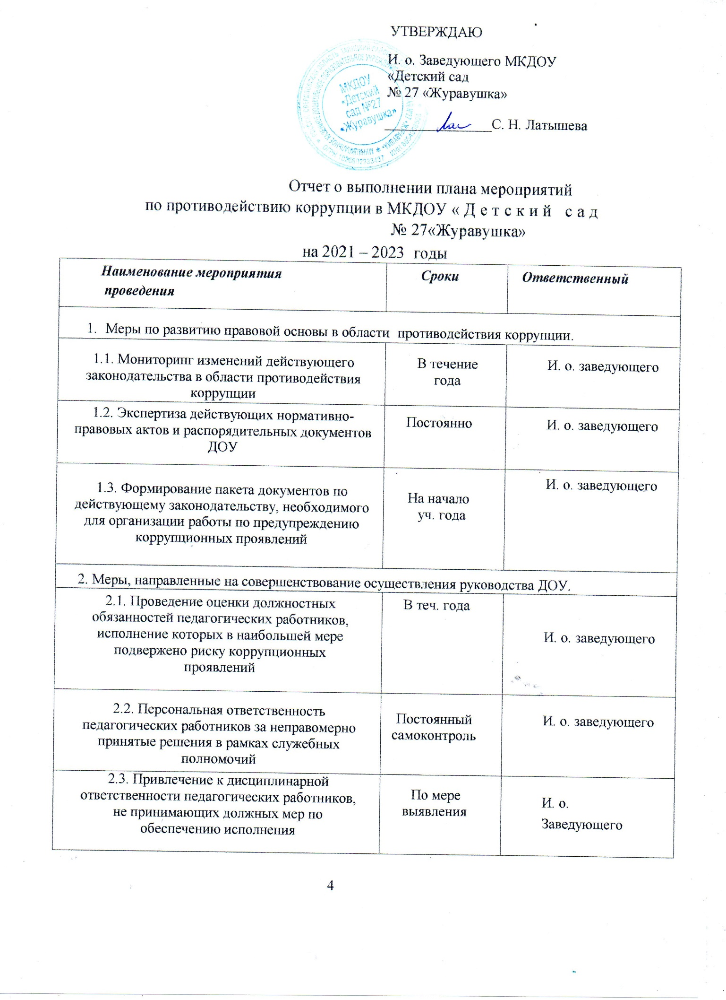 УТВЕРЖДАЮ
И. о. Заведующего МКДОУ
«Детский сад
№ 27 «Журавушка»
МКДОУ
«Детский
сад №27
«Журавушка»
С. Н. Латышева
Отчет о выполнении плана мероприятий
по противодействию коррупции в МКДОУ « Д е т с к и й с а д
№ 27«Журавушка»
на 2021 – 2023 годы
Наименование мероприятия
проведения
Сроки
Ответственный
1. Меры по развитию правовой основы в области противодействия коррупции.
1.1. Мониторинг изменений действующего
законодательства в области противодействия
коррупции
В течение
года
И. о. заведующего
1.2. Экспертиза действующих нормативно-
правовых актов и распорядительных документов
ДОУ
Постоянно
И. о. заведующего
1.3. Формирование пакета документов по
действующему законодательству, необходимого
для организации работы по предупреждению
коррупционных проявлений
На начало
уч. года
И. о. заведующего
2. Меры, направленные на совершенствование осуществления руководства ДОУ.
2.1. Проведение оценки должностных
обязанностей педагогических работников,
исполнение которых в наибольшей мере
подвержено риску коррупционных
проявлений
В теч. года
И. о. заведующего
2.2. Персональная ответственность
педагогических работников за неправомерно
принятые решения в рамках служебных
полномочий
Постоянный
самоконтроль
И. о. заведующего
2.3. Привлечение к дисциплинарной
ответственности педагогических работников,
не принимающих должных мер по
обеспечению исполнения
По мере
выявления
И. о.
Заведующего
4